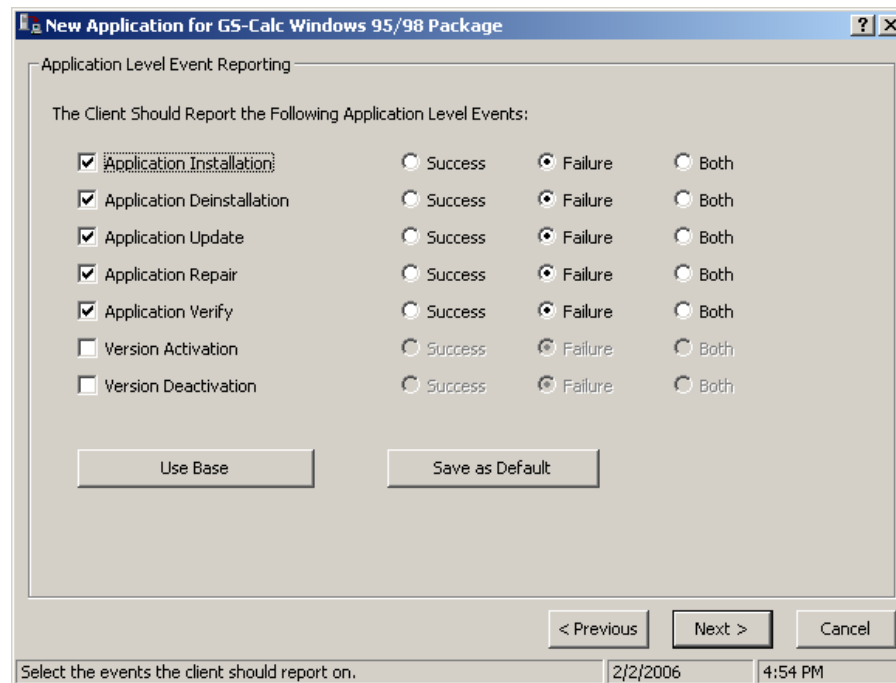 New Application for GS-Calc Windows 95/98 Package
Application Level Event Reporting
The Client Should Report the Following Application Level Events:
Application Installation Success Failure Both
Application Deinstallation Success Failure Both
Application Update Success Failure Both
Application Repair Success Failure Both
Application Verify Success Failure Both
Version Activation Success Failure Both
Version Deactivation Success Failure Both
Use Base Save as Default
< Previous Next > Cancel
Select the events the client should report on. 2/2/2006 4:54 PM